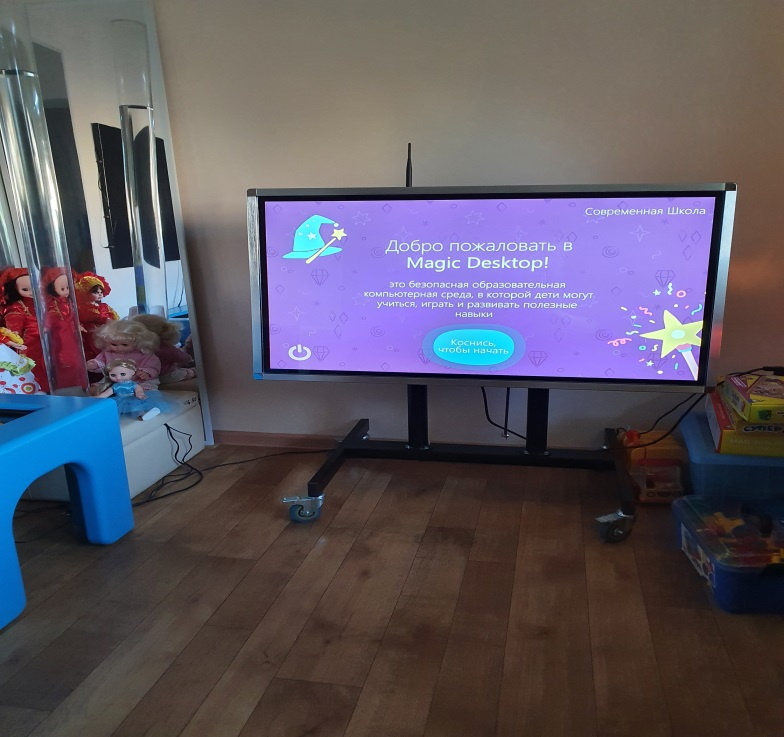 Современная Школа
Добро пожаловать в
Magic Desktop!
это безопасная образовательная
компьютерная среда, в которой дети могут
учиться, играть и развивать полезные
навыки
Коснись,
чтобы начать
СУПЕР